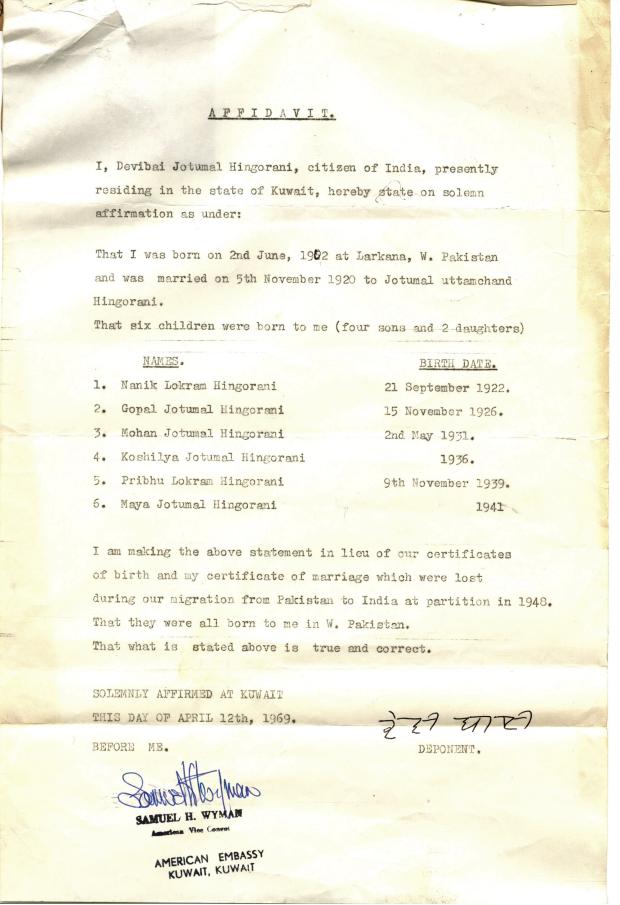 AFFIDAVIT.
I, Devibai Jotumal Hingorani, citizen of India, presently
residing in the state of Kuwait, hereby state on solemn
affirmation as under:
That I was born on 2nd June, 1902 at Larkana, W. Pakistan
and was married on 5th November 1920 to Jotumal uttamchand
Hingorani.
That six children were born to me (four sons and 2 daughters)
NAMES. BIRTH DATE.
1. Nanik Lokram Hingorani 21 September 1922.
2. Gopal Jotumal Hingorani 15 November 1926.
3. Mohan Jotumal Hingorani 2nd May 1931.
4. Koshilya Jotumal Hingorani 1936.
5. Pribhu Lokram Hingorani 9th November 1939.
6. Maya Jotumal Hingorani 1941
I am making the above statement in lieu of our certificates
of birth and my certificate of marriage which were lost
during our migration from Pakistan to India at partition in 1948.
That they were all born to me in W. Pakistan.
That what is stated above is true and correct.
SOLEMNLY AFFIRMED AT KUWAIT
THIS DAY OF APRIL 12th, 1969.
BEFORE ME. DEPONENT.
Samuel H. Wyman
SAMUEL H. WYMAN
American Vice Consul
AMERICAN EMBASSY
KUWAIT, KUWAIT